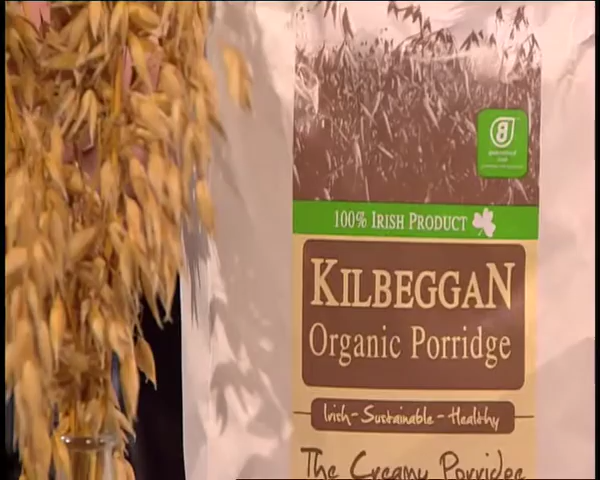 100% IRISH PRODUCT
KILBEGGAN
Organic Porridge
Irish-Sustainable-Healthy
The Creamy Porridge